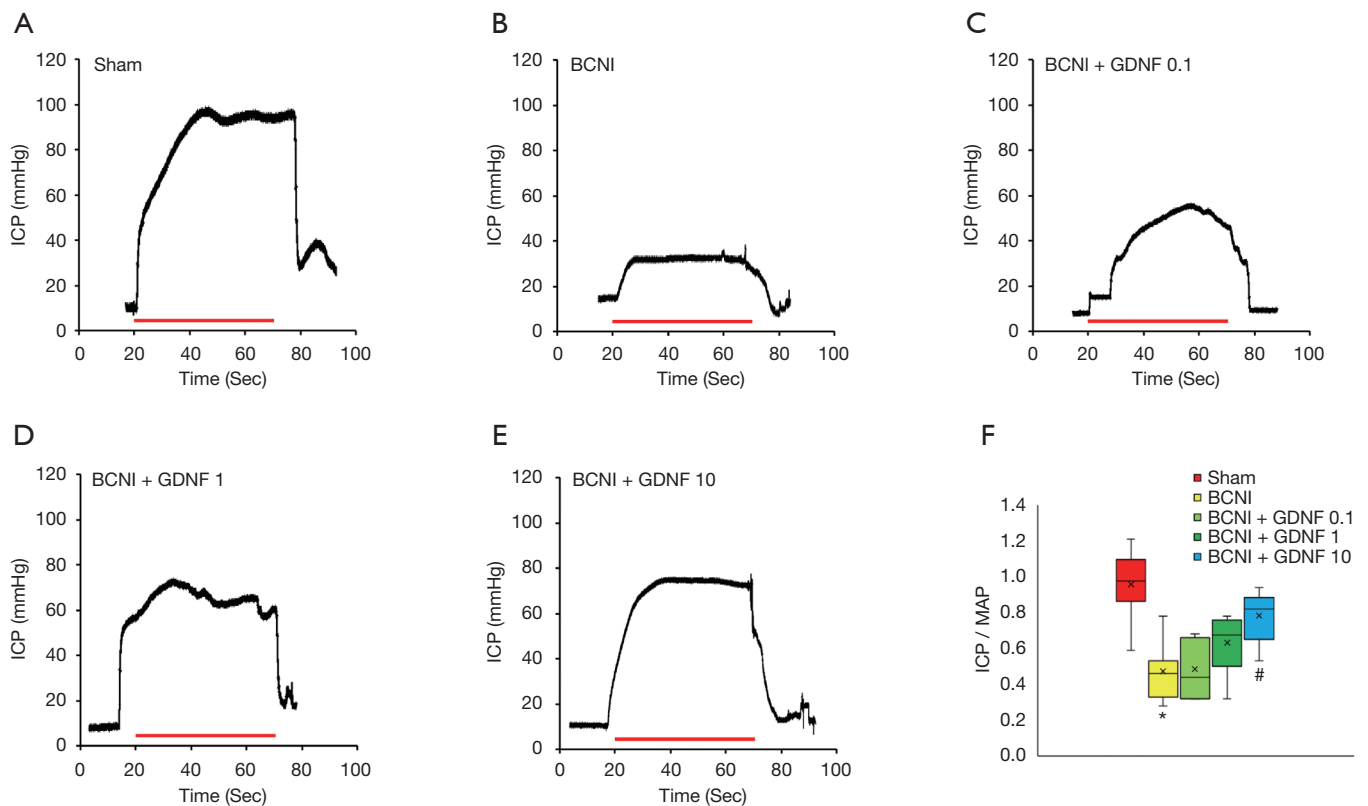 A
Sham
120
100
80
60
40
20
0
ICP (mmHg)
0 20 40 60 80 100
Time (Sec)
B
BCNI
120
100
80
60
40
20
0
ICP (mmHg)
0 20 40 60 80 100
Time (Sec)
C
BCNI + GDNF 0.1
120
100
80
60
40
20
0
ICP (mmHg)
0 20 40 60 80 100
Time (Sec)
D
BCNI + GDNF 1
120
100
80
60
40
20
0
ICP (mmHg)
0 20 40 60 80 100
Time (Sec)
E
BCNI + GDNF 10
120
100
80
60
40
20
0
ICP (mmHg)
0 20 40 60 80 100
Time (Sec)
F
Sham
BCNI
BCNI + GDNF 0.1
BCNI + GDNF 1
BCNI + GDNF 10
1.4
1.2
1.0
0.8
0.6
0.4
0.2
0.0
ICP / MAP
*
#